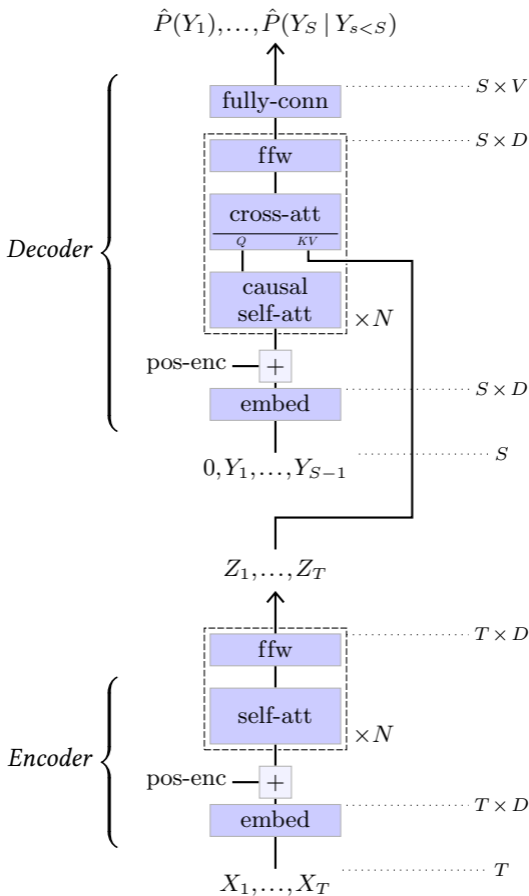 P̂(Y₁),...,P̂(Y_S | Y_{s<S})
fully-conn
S × V
ffw
S × D
cross-att
Q
KV
Decoder
causal
self-att
×N
pos-enc
+
embed
S × D
0,Y₁,...,Y_{S−1}
S
Z₁,...,Z_T
ffw
T × D
self-att
×N
Encoder
pos-enc
+
embed
T × D
X₁,...,X_T
T